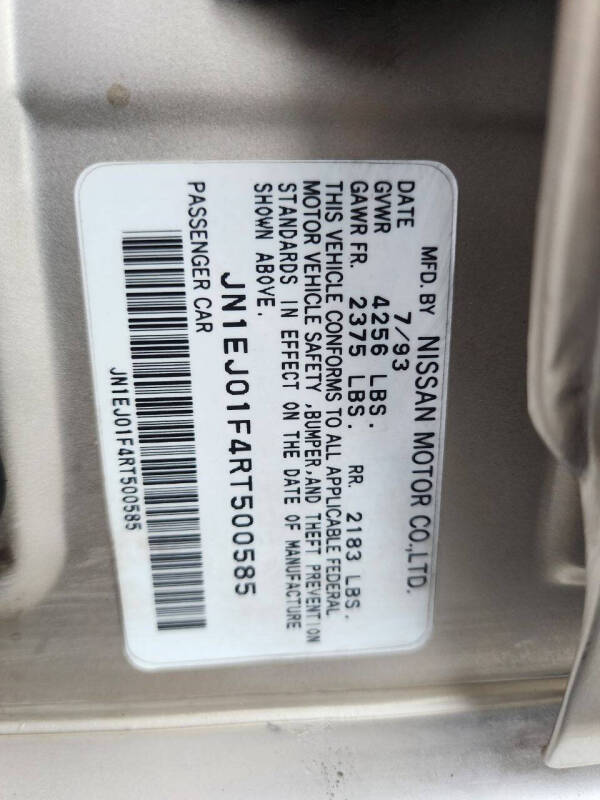 MFD. BY NISSAN MOTOR CO.,LTD.
DATE 7/93
GVWR 4256 LBS.
GAWR FR. 2375 LBS. RR. 2183 LBS.
THIS VEHICLE CONFORMS TO ALL APPLICABLE FEDERAL
MOTOR VEHICLE SAFETY ,BUMPER,AND THEFT PREVENTION
STANDARDS IN EFFECT ON THE DATE OF MANUFACTURE
SHOWN ABOVE.
JN1EJ01F4RT500585
PASSENGER CAR
JN1EJ01F4RT500585